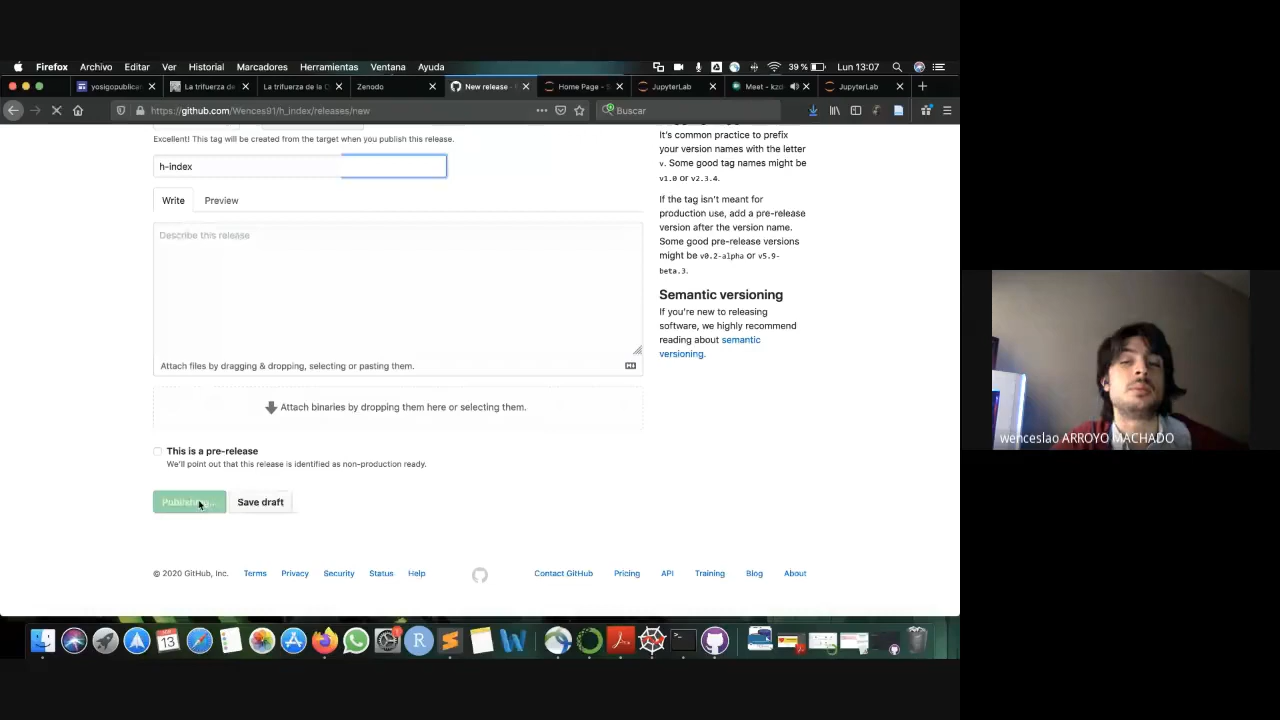 Firefox Archivo Editar Ver Historial Marcadores Herramientas Ventana Ayuda 39 % Lun 13:07
yosigopublica La trifuerza de La trifuerza de la C Zenodo New release · Home Page - S JupyterLab Meet - kzo JupyterLab
https://github.com/Wences91/h_index/releases/new Buscar
Excellent! This tag will be created from the target when you publish this release.
h-index
Write Preview
Describe this release
Attach files by dragging & dropping, selecting or pasting them.
Attach binaries by dropping them here or selecting them.
This is a pre-release
We'll point out that this release is identified as non-production ready.
Save draft
It's common practice to prefix
your version names with the letter
v. Some good tag names might be
v1.0 or v2.3.4.
If the tag isn't meant for
production use, add a pre-release
version after the version name.
Some good pre-release versions
might be v0.2-alpha or v5.9-
beta.3.
Semantic versioning
If you're new to releasing
software, we highly recommend
reading about semantic
versioning.
© 2020 GitHub, Inc. Terms Privacy Security Status Help Contact GitHub Pricing API Training Blog About
wenceslao ARROYO MACHADO
13